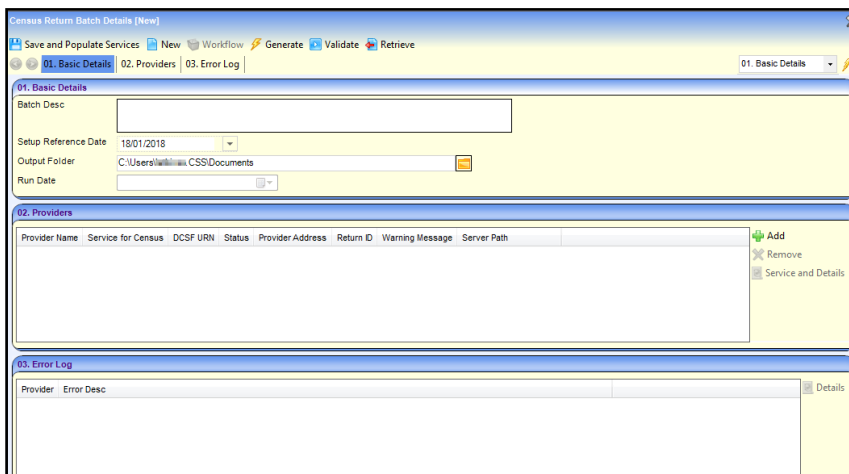 Census Return Batch Details [New]
Save and Populate Services New Workflow Generate Validate Retrieve
01. Basic Details 02. Providers 03. Error Log 01. Basic Details
01. Basic Details
Batch Desc
Setup Reference Date 18/01/2018
Output Folder C:\Users\ CSS\Documents
Run Date
02. Providers
Provider Name Service for Census DCSF URN Status Provider Address Return ID Warning Message Server Path
Add
Remove
Service and Details
03. Error Log
Provider Error Desc
Details